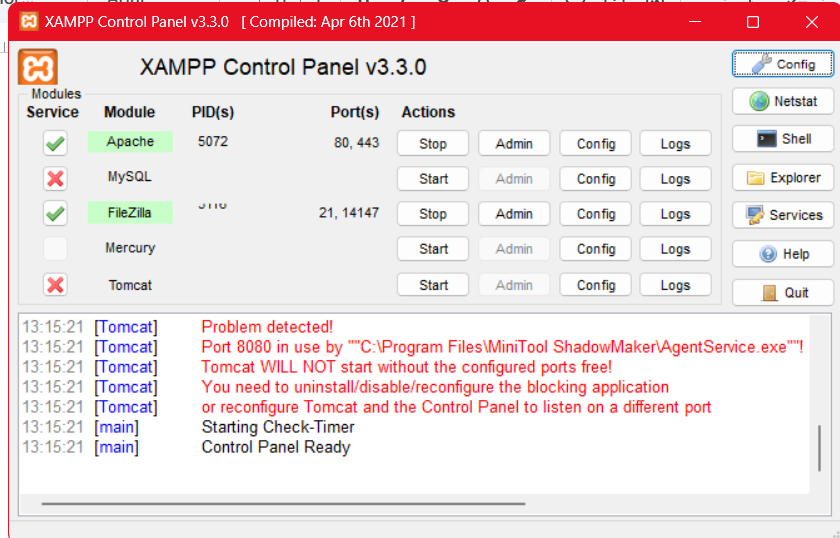 XAMPP Control Panel v3.3.0 [ Compiled: Apr 6th 2021 ]
XAMPP Control Panel v3.3.0
Config
Modules
Service Module PID(s) Port(s) Actions
Netstat
Apache 5072 80, 443 Stop Admin Config Logs
Shell
MySQL Start Admin Config Logs
Explorer
FileZilla 21, 14147 Stop Admin Config Logs
Services
Mercury Start Admin Config Logs
Help
Tomcat Start Admin Config Logs
Quit
13:15:21 [Tomcat] Problem detected!
13:15:21 [Tomcat] Port 8080 in use by ""C:\Program Files\MiniTool ShadowMaker\AgentService.exe""!
13:15:21 [Tomcat] Tomcat WILL NOT start without the configured ports free!
13:15:21 [Tomcat] You need to uninstall/disable/reconfigure the blocking application
13:15:21 [Tomcat] or reconfigure Tomcat and the Control Panel to listen on a different port
13:15:21 [main] Starting Check-Timer
13:15:21 [main] Control Panel Ready